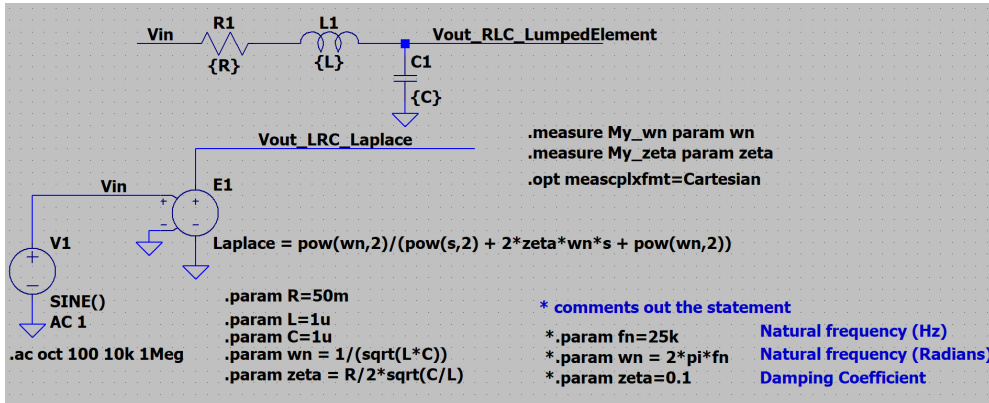 R1
L1
Vin
Vout_RLC_LumpedElement
{R}
{L}
C1
{C}
Vout_LRC_Laplace
.measure My_wn param wn
.measure My_zeta param zeta
.opt meascplxfmt=Cartesian
Vin
E1
+
+
-
-
V1
Laplace = pow(wn,2)/(pow(s,2) + 2*zeta*wn*s + pow(wn,2))
+
-
SINE()
AC 1
.ac oct 100 10k 1Meg
.param R=50m
.param L=1u
.param C=1u
.param wn = 1/(sqrt(L*C))
.param zeta = R/2*sqrt(C/L)
* comments out the statement
*.param fn=25k
Natural frequency (Hz)
*.param wn = 2*pi*fn
Natural frequency (Radians)
*.param zeta=0.1
Damping Coefficient